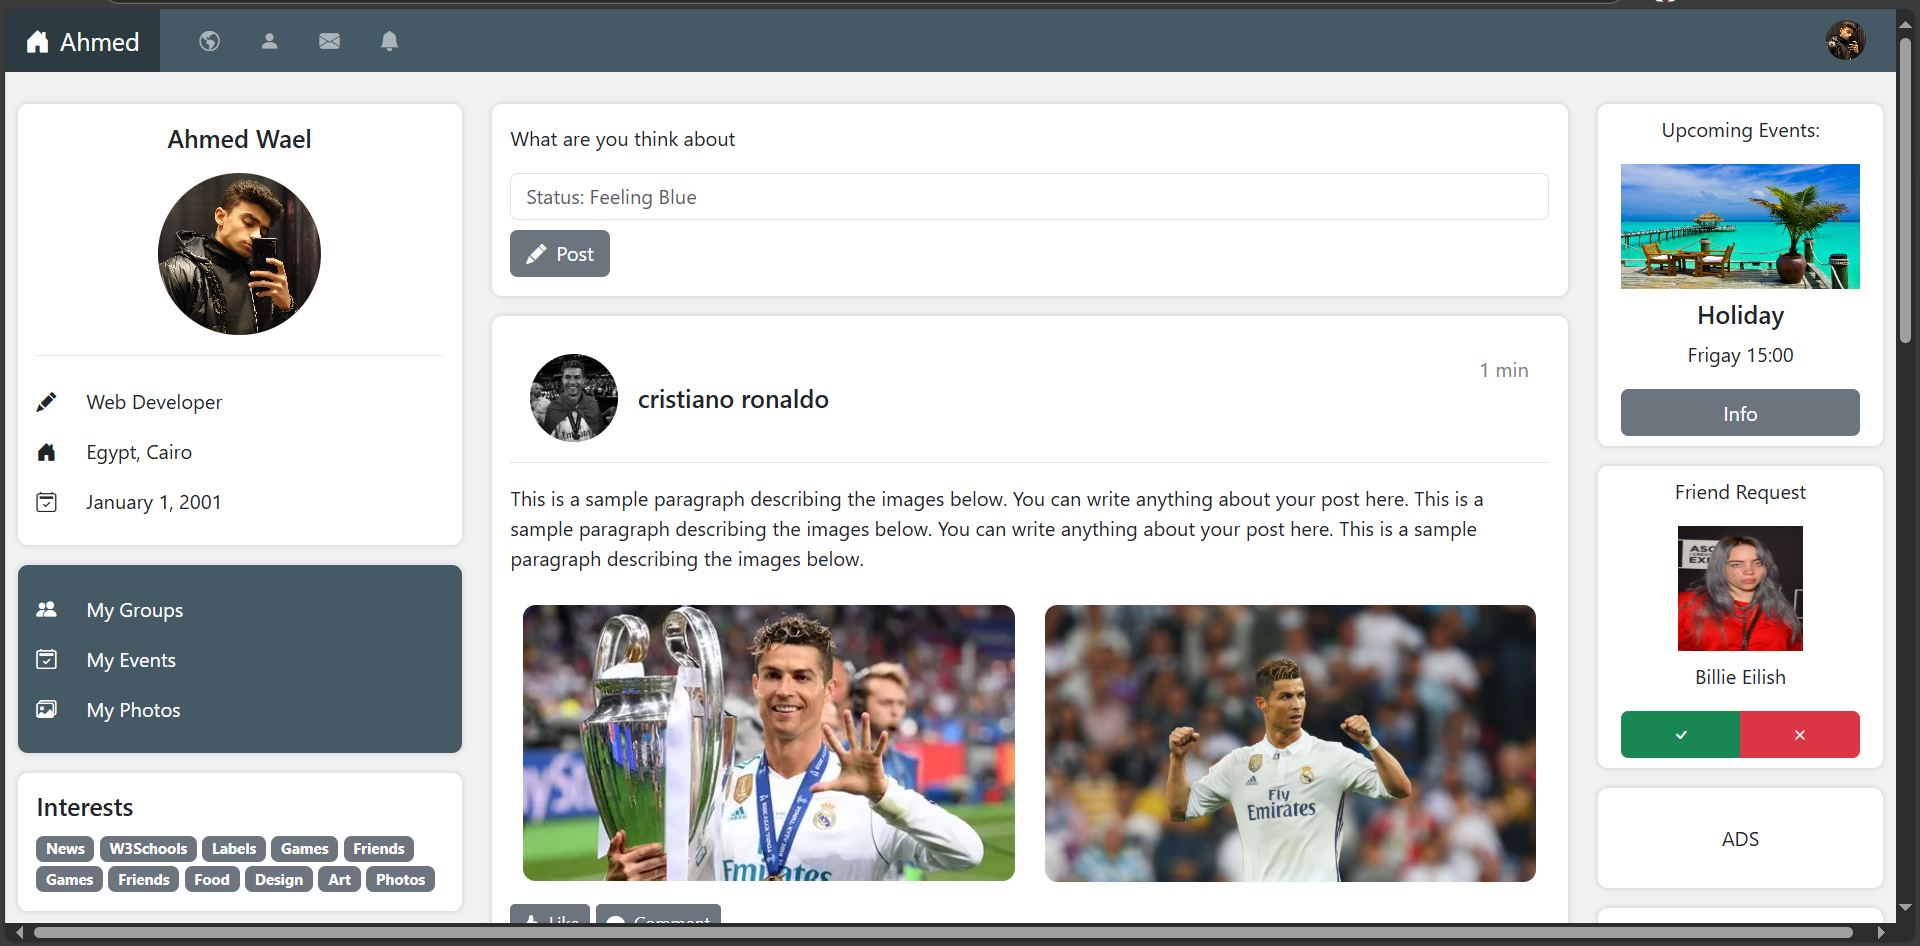 Ahmed
Ahmed Wael
Web Developer
Egypt, Cairo
January 1, 2001
My Groups
My Events
My Photos
Interests
News W3Schools Labels Games Friends
Games Friends Food Design Art Photos
What are you think about
Status: Feeling Blue
Post
cristiano ronaldo
1 min
This is a sample paragraph describing the images below. You can write anything about your post here. This is a
sample paragraph describing the images below. You can write anything about your post here. This is a sample
paragraph describing the images below.
Fly
Emirates
Like Comment
Upcoming Events:
Holiday
Frigay 15:00
Info
Friend Request
Billie Eilish
ADS